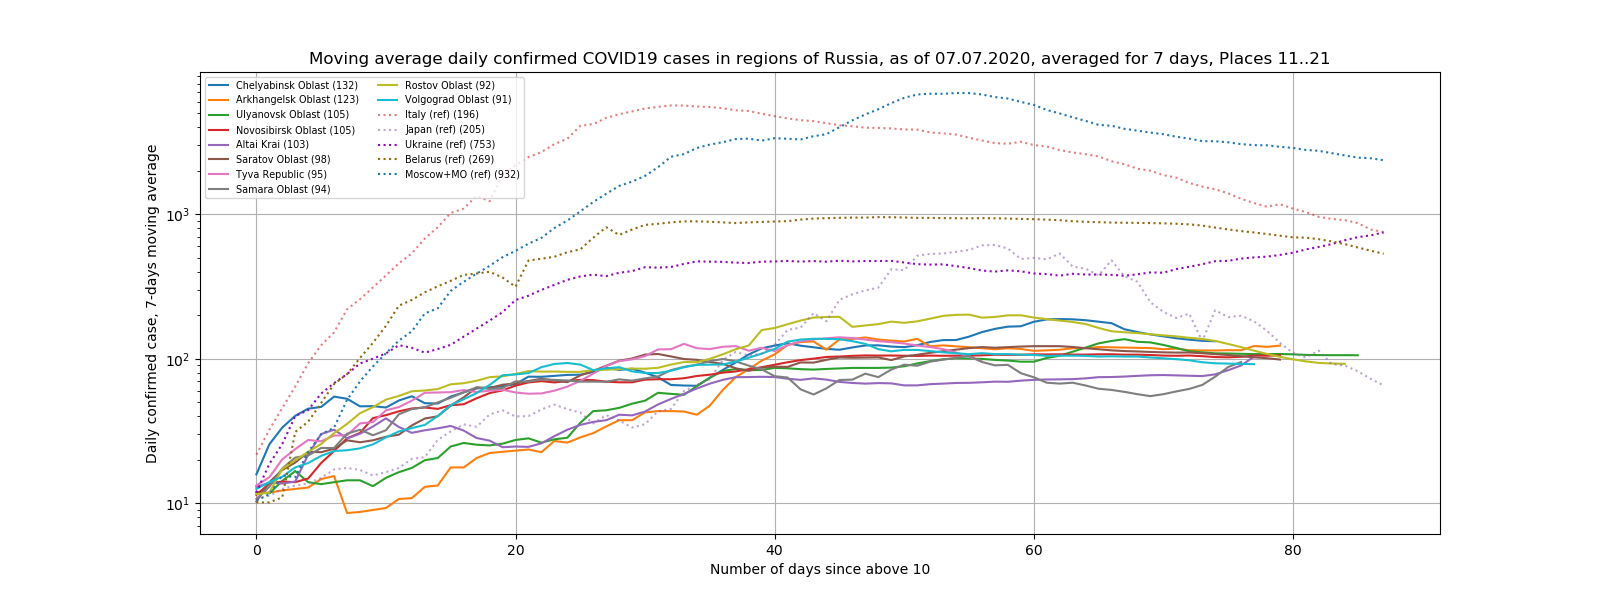 Moving average daily confirmed COVID19 cases in regions of Russia, as of 07.07.2020, averaged for 7 days, Places 11..21
Chelyabinsk Oblast (132)
Arkhangelsk Oblast (123)
Ulyanovsk Oblast (105)
Novosibirsk Oblast (105)
Altai Krai (103)
Saratov Oblast (98)
Tyva Republic (95)
Samara Oblast (94)
Rostov Oblast (92)
Volgograd Oblast (91)
Italy (ref) (196)
Japan (ref) (205)
Ukraine (ref) (753)
Belarus (ref) (269)
Moscow+MO (ref) (932)
Daily confirmed case, 7-days moving average
10³
10²
10¹
0 20 40 60 80
Number of days since above 10